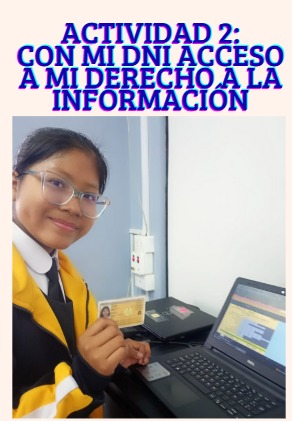 ACTIVIDAD 2:
CON MI DNI ACCESO
A MI DERECHO A LA
INFORMACIÓN